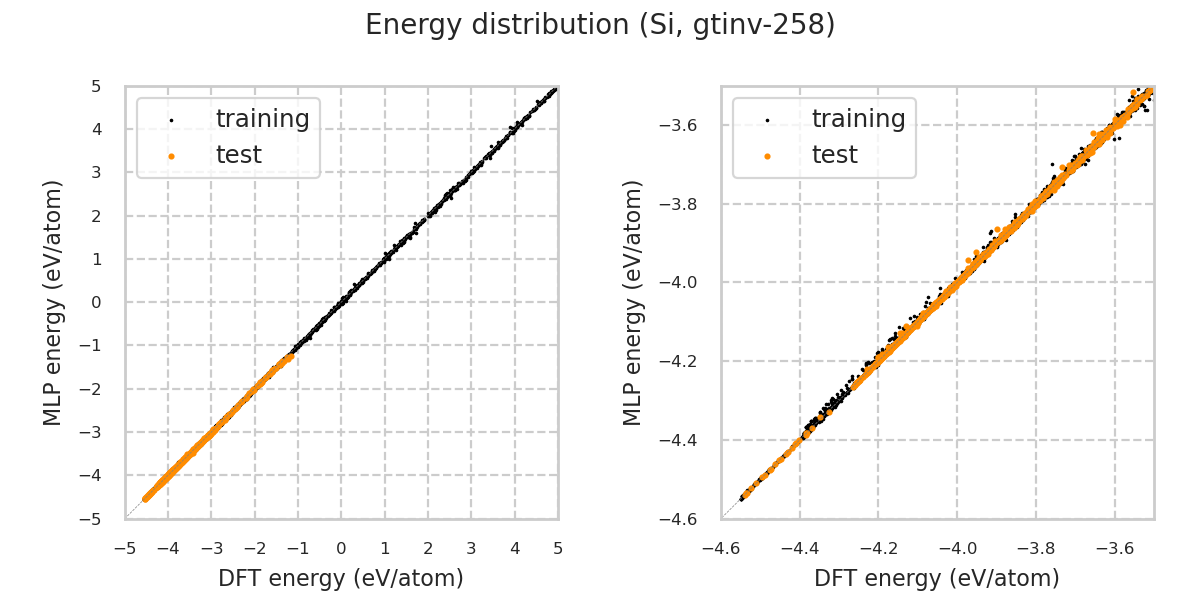 Energy distribution (Si, gtinv-258)
MLP energy (eV/atom)
5
4
3
2
1
0
−1
−2
−3
−4
−5
training
test
−5 −4 −3 −2 −1 0 1 2 3 4 5
DFT energy (eV/atom)
MLP energy (eV/atom)
−3.6
−3.8
−4.0
−4.2
−4.4
−4.6
training
test
−4.6 −4.4 −4.2 −4.0 −3.8 −3.6
DFT energy (eV/atom)